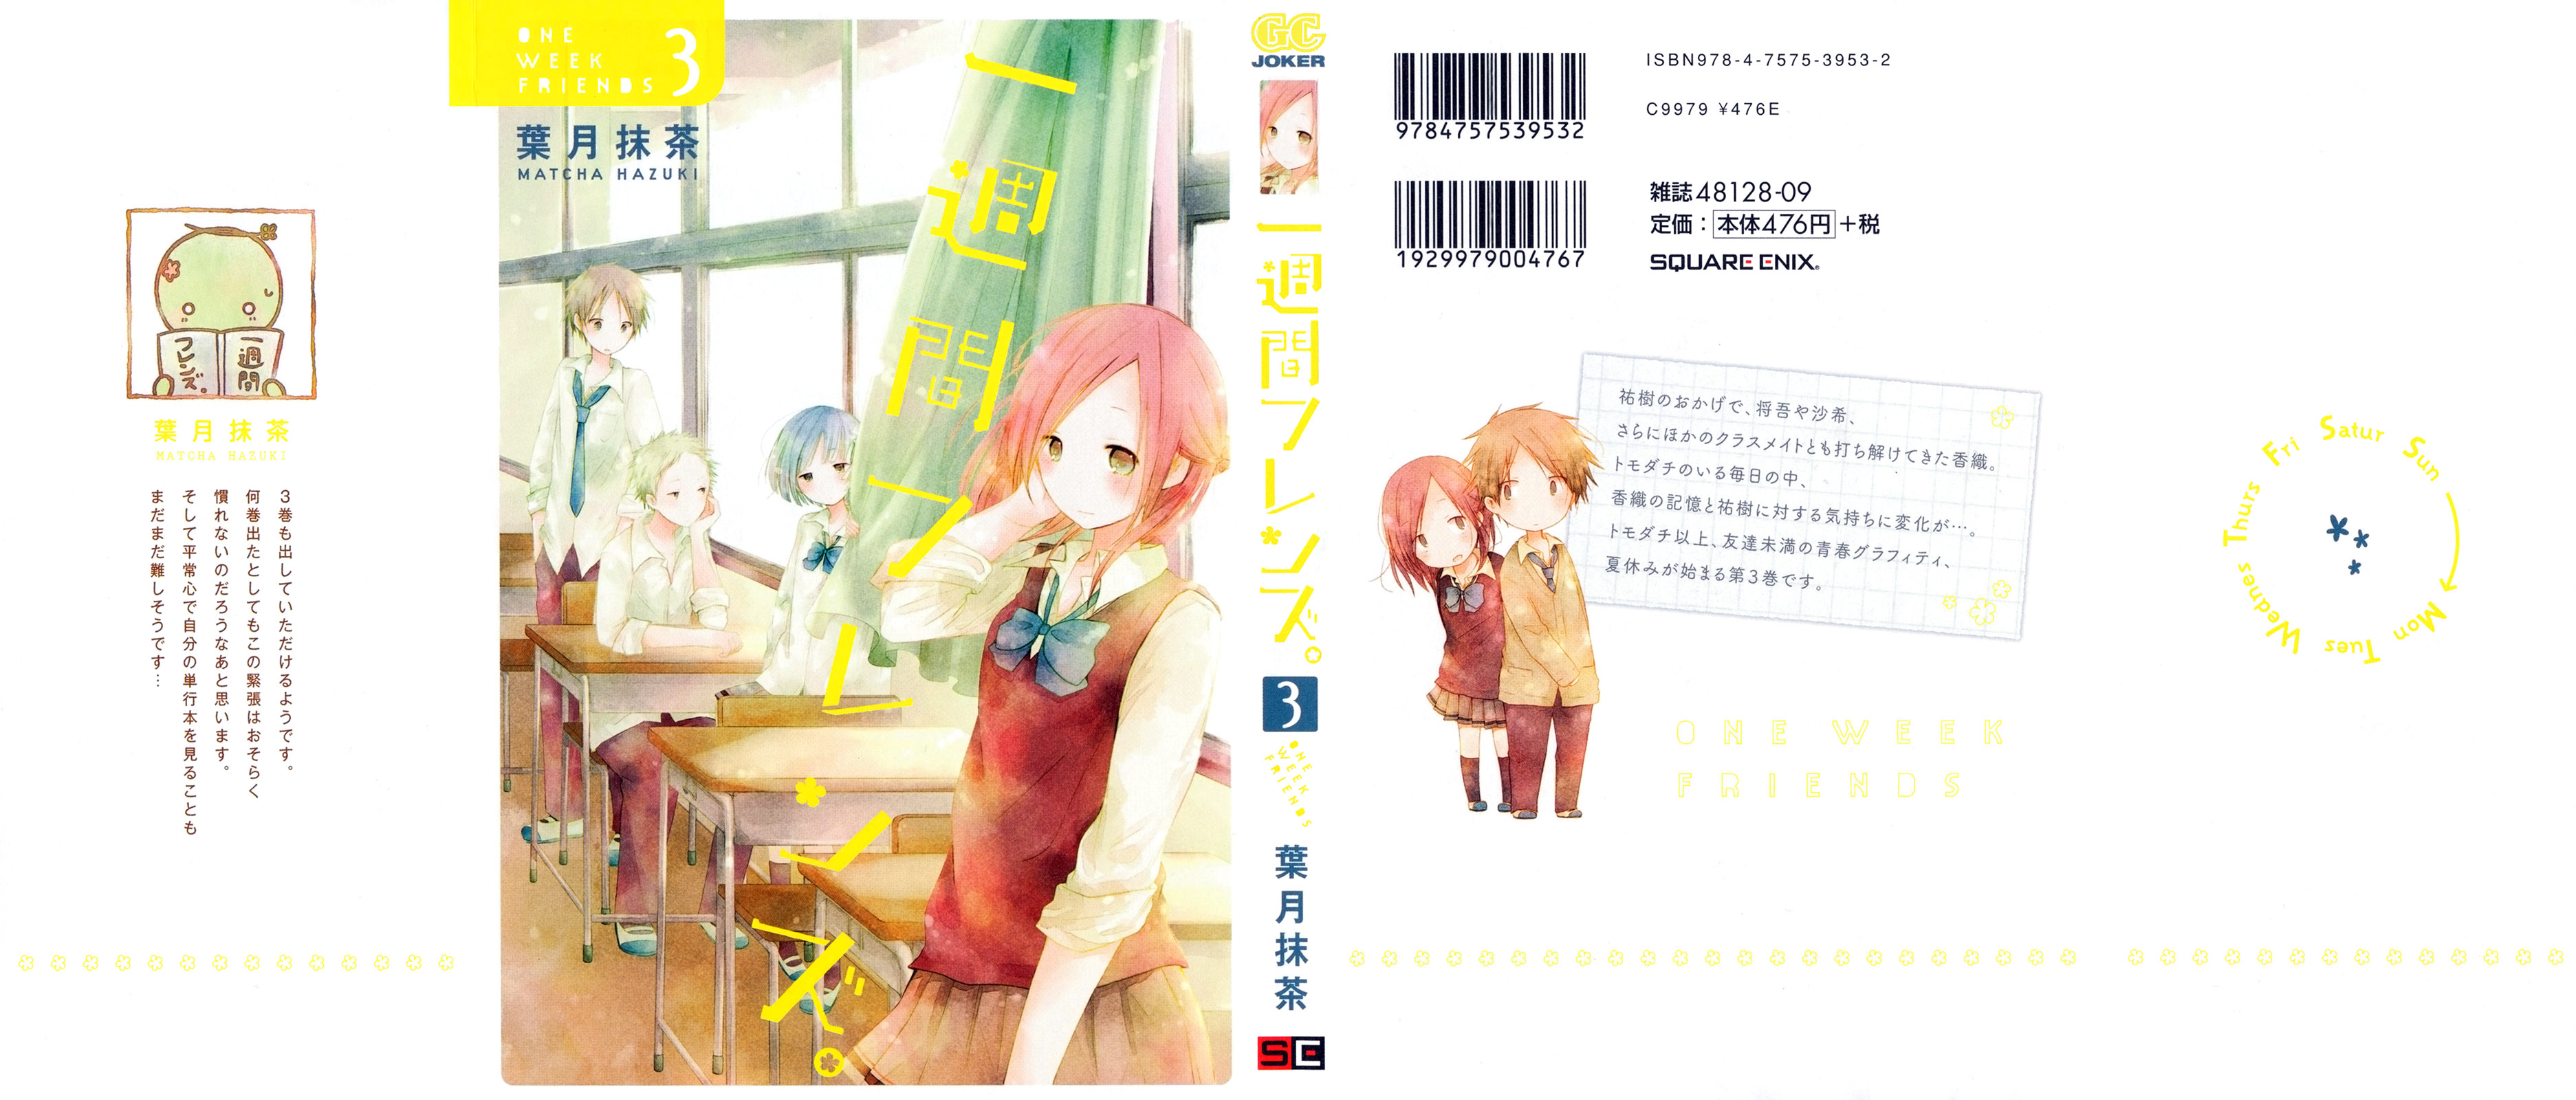 一週間
フレンズ。
葉月抹茶
MATCHA HAZUKI
3巻も出していただけるようです。
何巻出たとしてもこの緊張はおそらく
慣れないのだろうなあと思います。
そして平常心で自分の単行本を見ることも
まだまだ難しそうです…
ONE
WEEK
FRIENDS
3
葉月抹茶
MATCHA HAZUKI
一週間フレンズ。
GC
JOKER
一週間フレンズ。
3
ONE
WEEK
FRIENDS
葉月抹茶
SE
9784757539532
ISBN978-4-7575-3953-2
C9979 ¥476E
1929979004767
雑誌48128-09
定価：本体476円+税
SQUARE ENIX.
祐樹のおかげで、将吾や沙希、
さらにほかのクラスメイトとも打ち解けてきた香織。
トモダチのいる毎日の中、
香織の記憶と祐樹に対する気持ちに変化が…。
トモダチ以上、友達未満の青春グラフィティ、
夏休みが始まる第3巻です。
ONE WEEK
FRIENDS
Mon
Tues
Wednes
Thurs
Fri
Satur
Sun